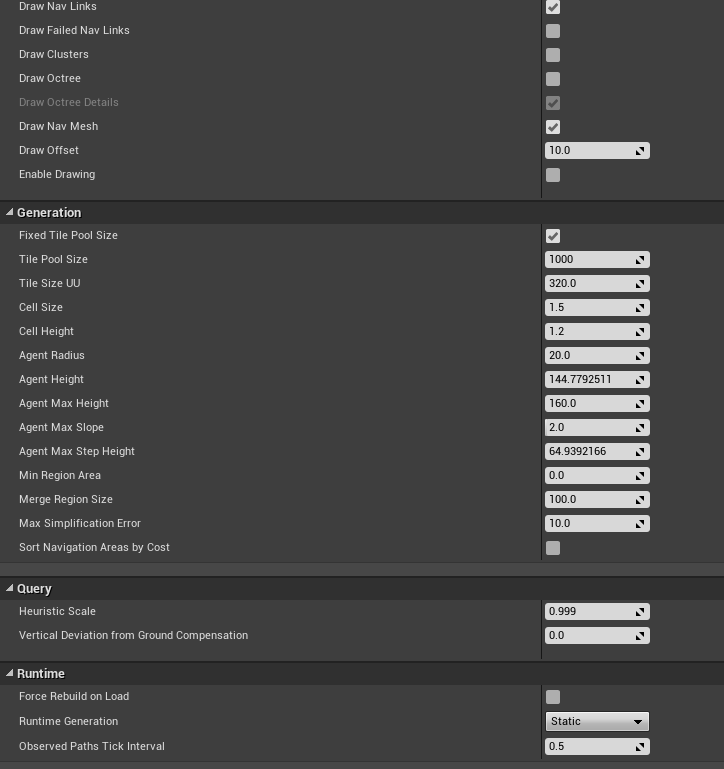 Draw Nav Links
Draw Failed Nav Links
Draw Clusters
Draw Octree
Draw Octree Details
Draw Nav Mesh
Draw Offset 10.0
Enable Drawing
Generation
Fixed Tile Pool Size
Tile Pool Size 1000
Tile Size UU 320.0
Cell Size 1.5
Cell Height 1.2
Agent Radius 20.0
Agent Height 144.7792511
Agent Max Height 160.0
Agent Max Slope 2.0
Agent Max Step Height 64.9392166
Min Region Area 0.0
Merge Region Size 100.0
Max Simplification Error 10.0
Sort Navigation Areas by Cost
Query
Heuristic Scale 0.999
Vertical Deviation from Ground Compensation 0.0
Runtime
Force Rebuild on Load
Runtime Generation Static
Observed Paths Tick Interval 0.5